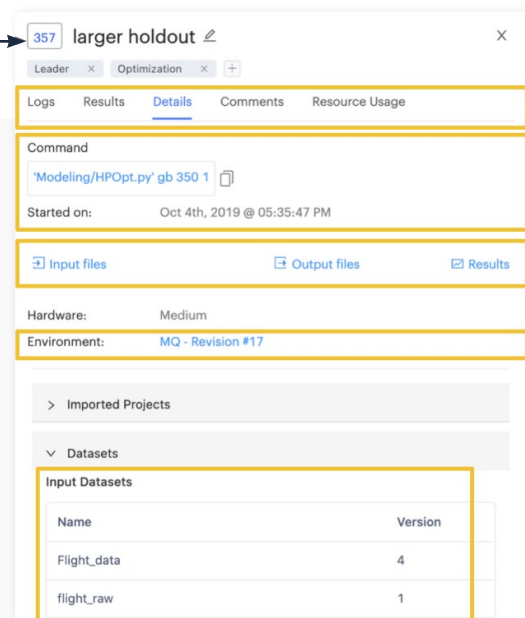 357 larger holdout
Leader × Optimization × +
Logs Results Details Comments Resource Usage
Command
'Modeling/HPOpt.py' gb 350 1
Started on: Oct 4th, 2019 @ 05:35:47 PM
Input files Output files Results
Hardware: Medium
Environment: MQ - Revision #17
> Imported Projects
Datasets
Input Datasets
Name Version
Flight_data 4
flight_raw 1